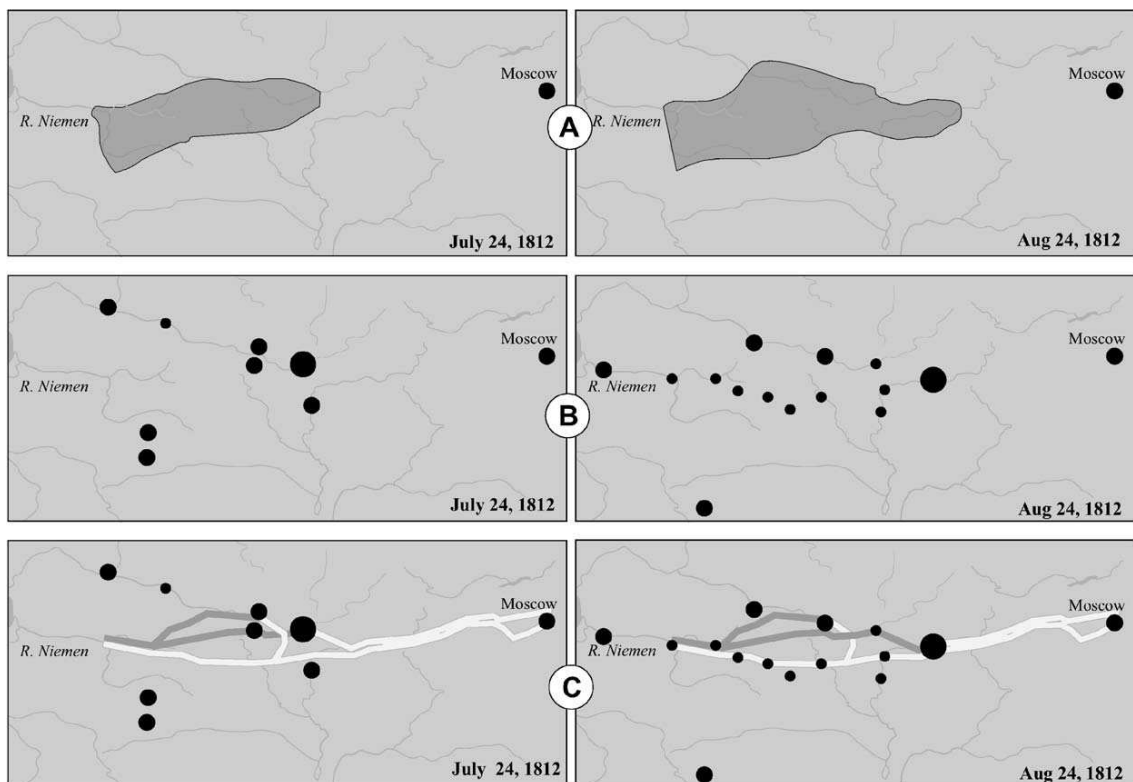 Moscow
R. Niemen
July 24, 1812
A
Moscow
R. Niemen
Aug 24, 1812
Moscow
R. Niemen
July 24, 1812
B
Moscow
R. Niemen
Aug 24, 1812
Moscow
R. Niemen
July 24, 1812
C
Moscow
R. Niemen
Aug 24, 1812